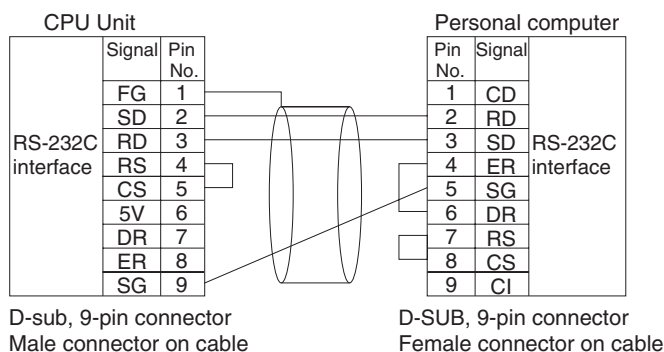 CPU Unit
Signal Pin No.
FG 1
SD 2
RD 3
RS 4
CS 5
5V 6
DR 7
ER 8
SG 9
RS-232C interface
D-sub, 9-pin connector
Male connector on cable
Personal computer
Pin No. Signal
1 CD
2 RD
3 SD
4 ER
5 SG
6 DR
7 RS
8 CS
9 CI
RS-232C interface
D-SUB, 9-pin connector
Female connector on cable